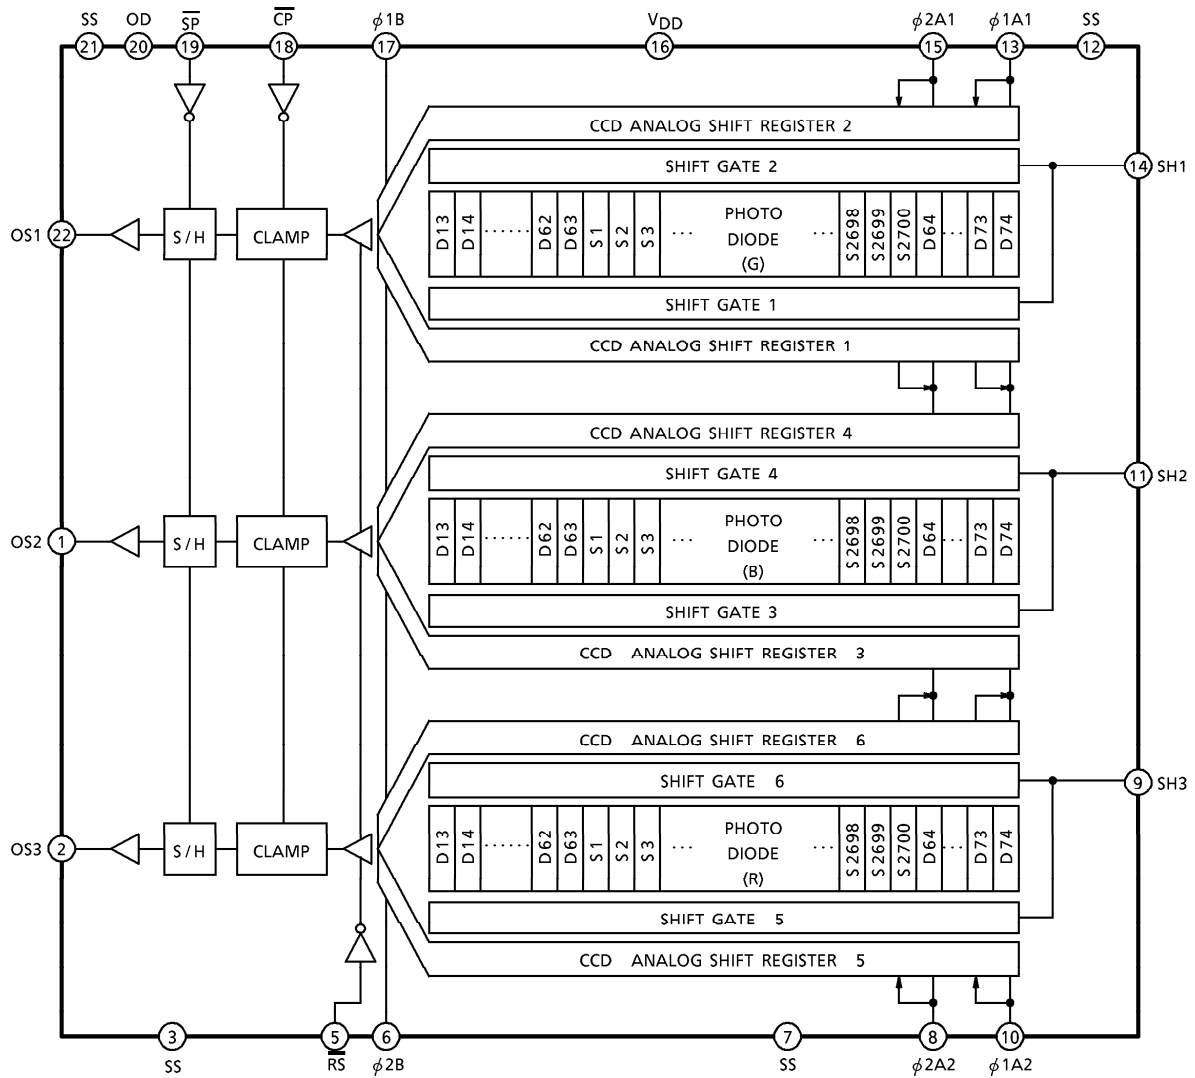 SS OD SP CP φ1B VDD φ2A1 φ1A1 SS
21 20 19 18 17 16 15 13 12
CCD ANALOG SHIFT REGISTER 2
SHIFT GATE 2
14 SH1
OS1 22 S/H CLAMP
D13 D14 ······ D62 D63 S1 S2 S3 ··· PHOTO DIODE (G) ··· S2698 S2699 S2700 D64 ··· D73 D74
SHIFT GATE 1
CCD ANALOG SHIFT REGISTER 1
CCD ANALOG SHIFT REGISTER 4
SHIFT GATE 4
11 SH2
OS2 1 S/H CLAMP
D13 D14 ······ D62 D63 S1 S2 S3 ··· PHOTO DIODE (B) ··· S2698 S2699 S2700 D64 ··· D73 D74
SHIFT GATE 3
CCD ANALOG SHIFT REGISTER 3
CCD ANALOG SHIFT REGISTER 6
SHIFT GATE 6
9 SH3
OS3 2 S/H CLAMP
D13 D14 ······ D62 D63 S1 S2 S3 ··· PHOTO DIODE (R) ··· S2698 S2699 S2700 D64 ··· D73 D74
SHIFT GATE 5
CCD ANALOG SHIFT REGISTER 5
3 5 6 7 8 10
SS RS φ2B SS φ2A2 φ1A2